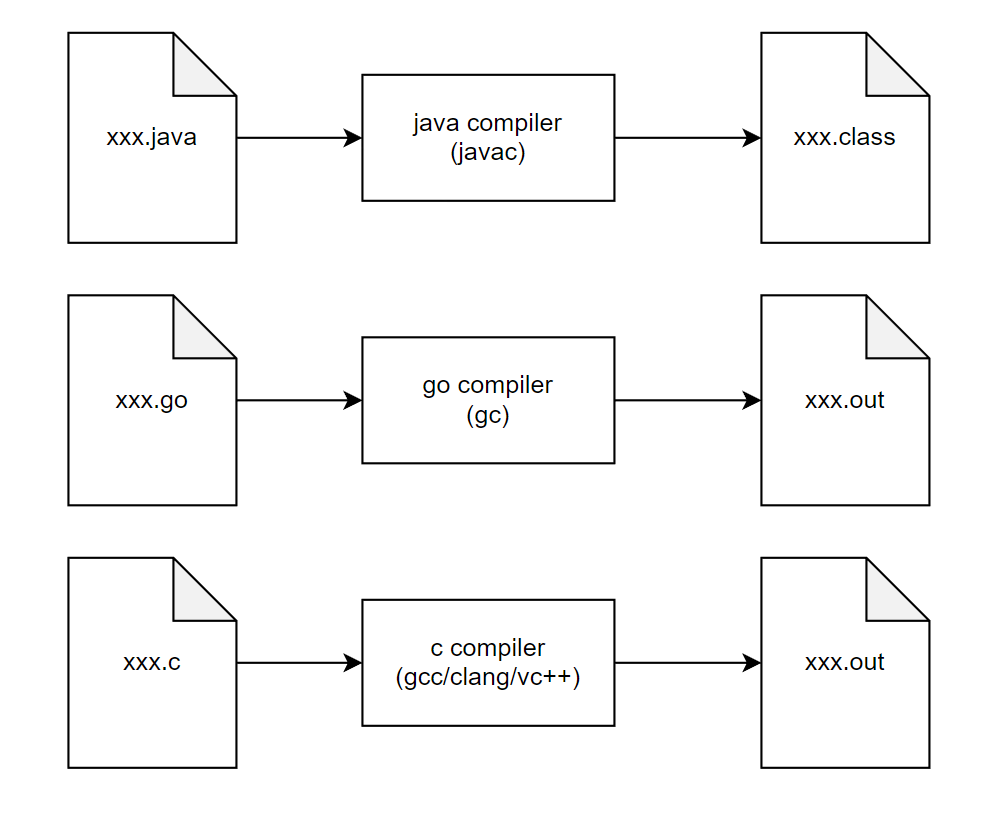 xxx.java
java compiler
(javac)
xxx.class
xxx.go
go compiler
(gc)
xxx.out
xxx.c
c compiler
(gcc/clang/vc++)
xxx.out